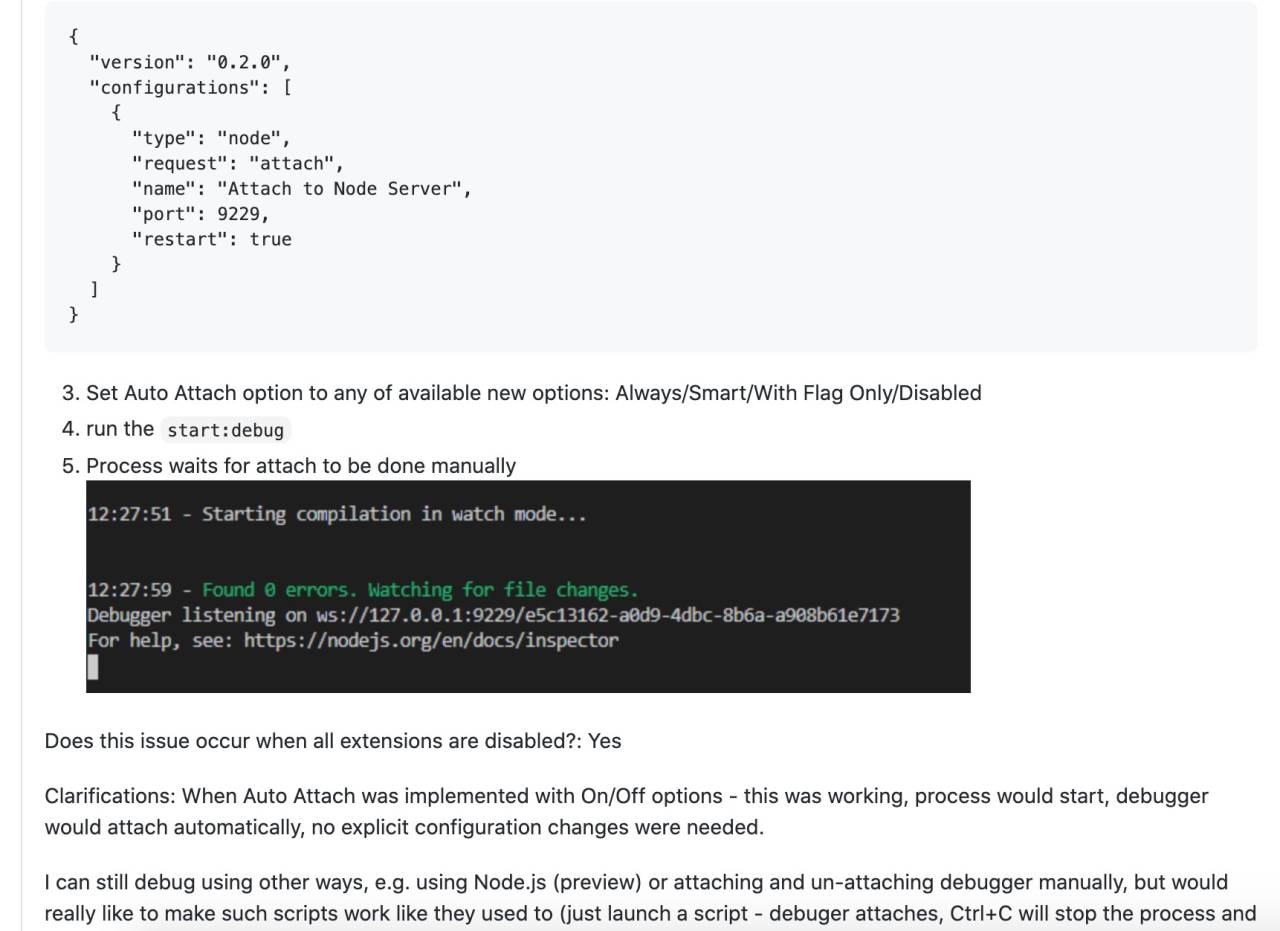 {
  "version": "0.2.0",
  "configurations": [
    {
      "type": "node",
      "request": "attach",
      "name": "Attach to Node Server",
      "port": 9229,
      "restart": true
    }
  ]
}
3. Set Auto Attach option to any of available new options: Always/Smart/With Flag Only/Disabled
4. run the start:debug
5. Process waits for attach to be done manually
12:27:51 - Starting compilation in watch mode...
12:27:59 - Found 0 errors. Watching for file changes.
Debugger listening on ws://127.0.0.1:9229/e5c13162-a0d9-4dbc-8b6a-a908b61e7173
For help, see: https://nodejs.org/en/docs/inspector
Does this issue occur when all extensions are disabled?: Yes
Clarifications: When Auto Attach was implemented with On/Off options - this was working, process would start, debugger
would attach automatically, no explicit configuration changes were needed.
I can still debug using other ways, e.g. using Node.js (preview) or attaching and un-attaching debugger manually, but would
really like to make such scripts work like they used to (just launch a script - debuger attaches, Ctrl+C will stop the process and